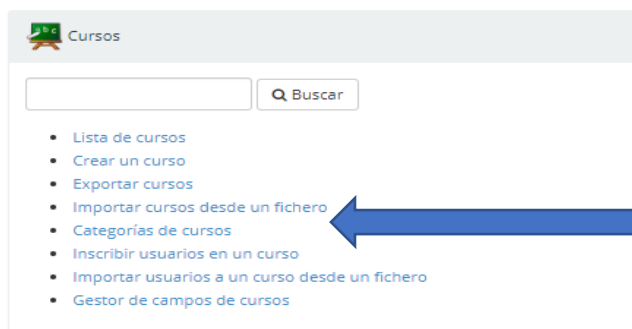 abc
Cursos
Buscar
Lista de cursos
Crear un curso
Exportar cursos
Importar cursos desde un fichero
Categorías de cursos
Inscribir usuarios en un curso
Importar usuarios a un curso desde un fichero
Gestor de campos de cursos